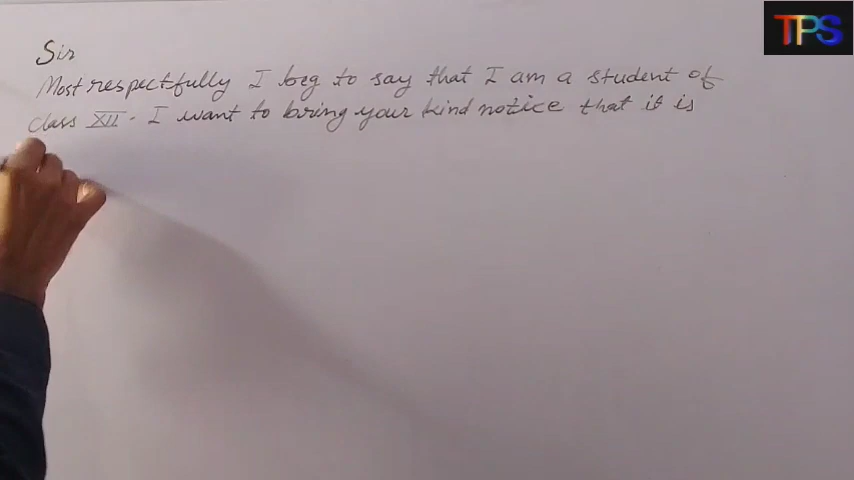 TPS
Sir
Most respectfully I beg to say that I am a student of
class XII - I want to bring your kind notice that it is